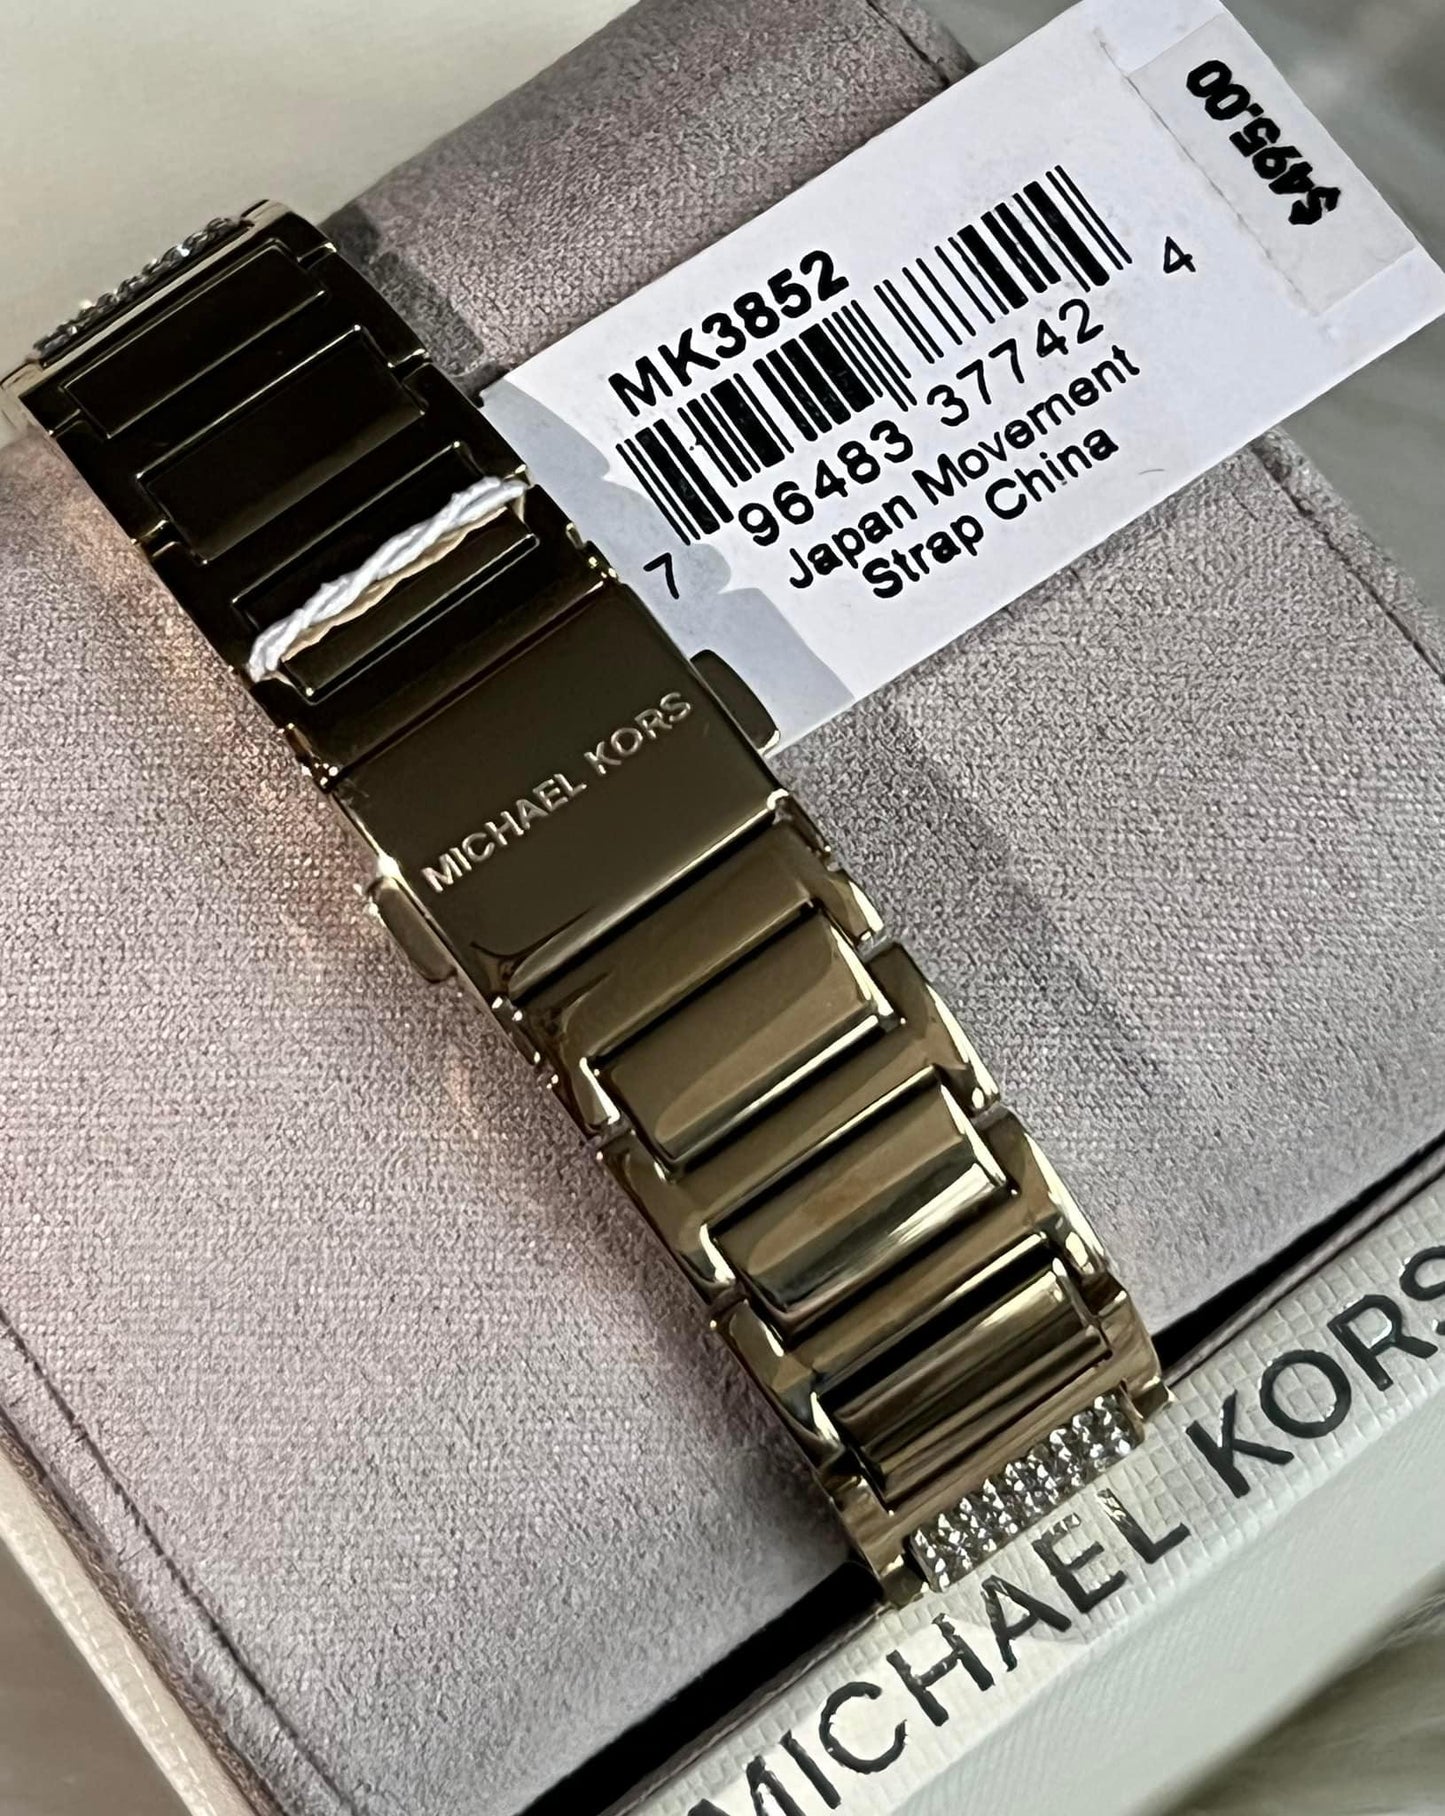 $495.00
MK3852
7 96483 37742 4
Japan Movement
Strap China
MICHAEL KORS
MICHAEL KORS